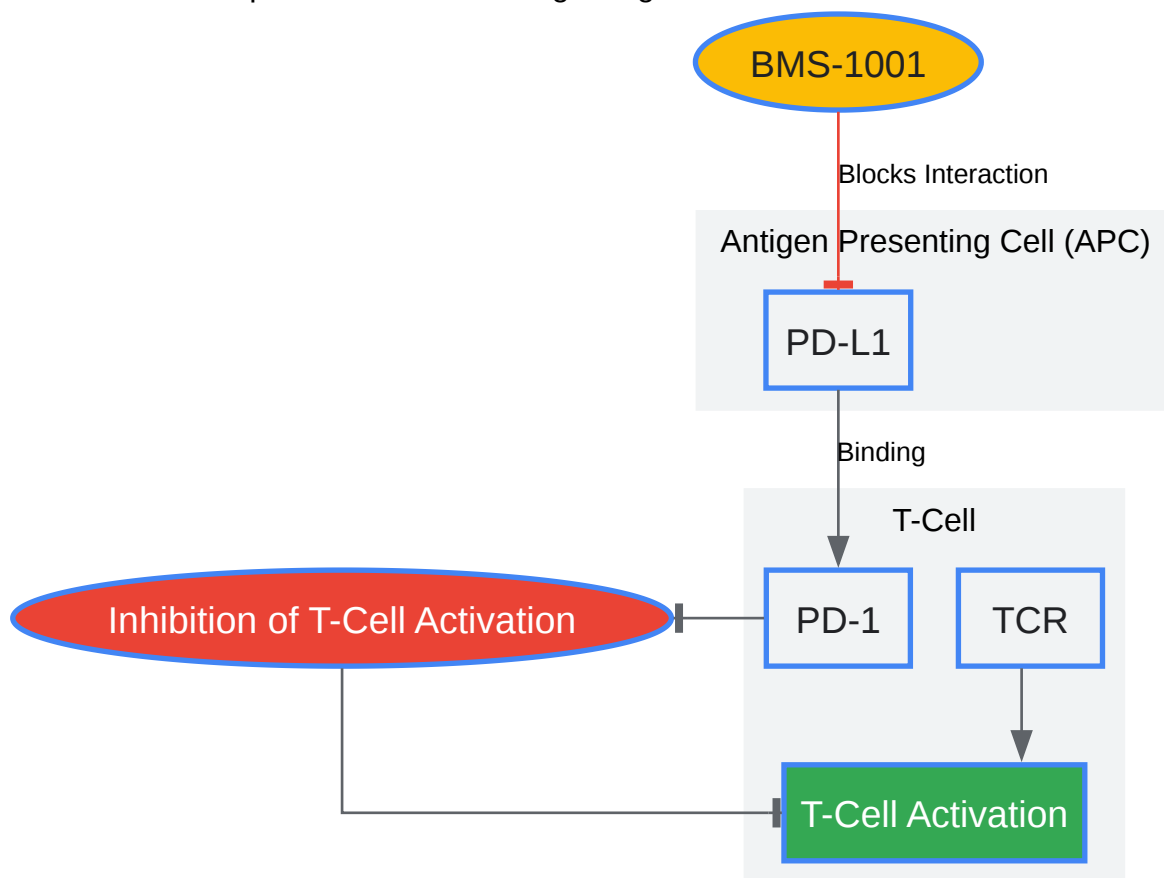 BMS-1001
Blocks Interaction
Antigen Presenting Cell (APC)
PD-L1
Binding
T-Cell
Inhibition of T-Cell Activation
PD-1
TCR
T-Cell Activation